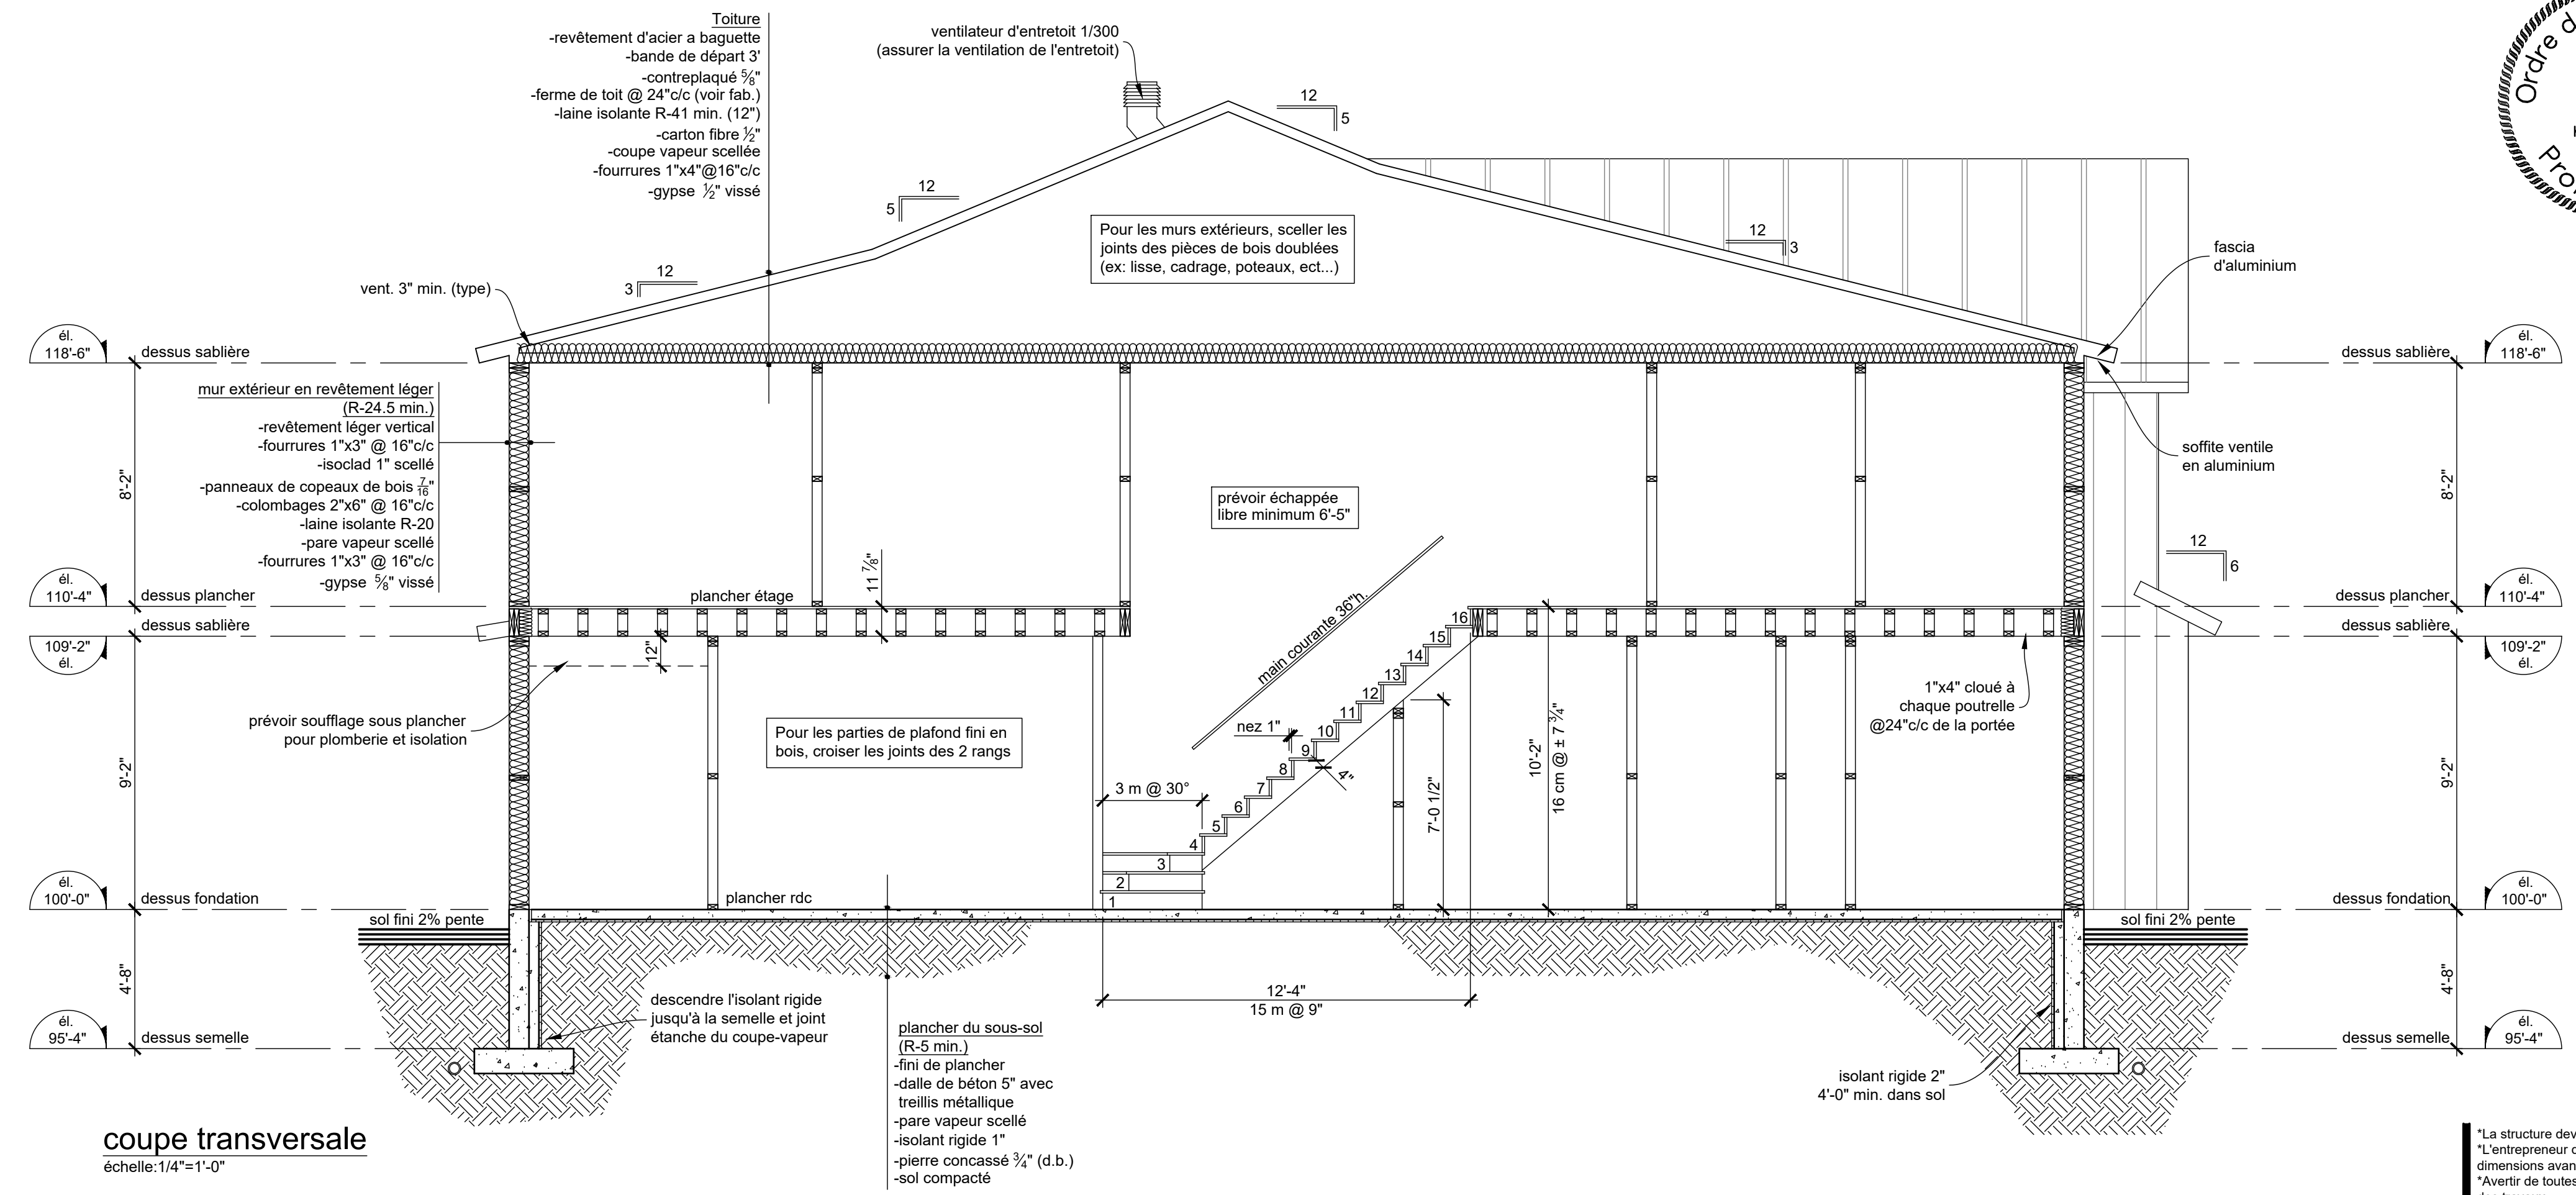 Toiture
-revêtement d'acier a baguette
-bande de départ 3'
-contreplaqué 5/8"
-ferme de toit @ 24"c/c (voir fab.)
-laine isolante R-41 min. (12")
-carton fibre 1/2"
-coupe vapeur scellée
-fourrures 1"x4"@16"c/c
-gypse 1/2" vissé
ventilateur d'entretoit 1/300
(assurer la ventilation de l'entretoit)
12
5
12
5
12
3
12
3
Pour les murs extérieurs, sceller les
joints des pièces de bois doublées
(ex: lisse, cadrage, poteaux, ect...)
fascia
d'aluminium
vent. 3" min. (type)
él.
118'-6"
dessus sablière
dessus sablière
él.
118'-6"
mur extérieur en revêtement léger
(R-24.5 min.)
-revêtement léger vertical
-fourrures 1"x3" @ 16"c/c
-isoclad 1" scellé
-panneaux de copeaux de bois 7/16"
-colombages 2"x6" @ 16"c/c
-laine isolante R-20
-pare vapeur scellé
-fourrures 1"x3" @ 16"c/c
-gypse 5/8" vissé
8'-2"
8'-2"
soffite ventile
en aluminium
prévoir échappée
libre minimum 6'-5"
12
6
él.
110'-4"
dessus plancher
dessus plancher
él.
110'-4"
plancher étage
11 7/8"
dessus sablière
109'-2"
él.
dessus sablière
109'-2"
él.
12"
main courante 36"h.
prévoir soufflage sous plancher
pour plomberie et isolation
Pour les parties de plafond fini en
bois, croiser les joints des 2 rangs
1"x4" cloué à
chaque poutrelle
@24"c/c de la portée
9'-2"
9'-2"
nez 1"
4"
3 m @ 30°
7'-0 1/2"
10'-2"
16 cm @ ± 7 3/4"
16
15
14
13
12
11
10
9
8
7
6
5
4
3
2
1
él.
100'-0"
dessus fondation
plancher rdc
dessus fondation
él.
100'-0"
sol fini 2% pente
sol fini 2% pente
4'-8"
4'-8"
12'-4"
15 m @ 9"
descendre l'isolant rigide
jusqu'à la semelle et joint
étanche du coupe-vapeur
él.
95'-4"
dessus semelle
dessus semelle
él.
95'-4"
plancher du sous-sol
(R-5 min.)
-fini de plancher
-dalle de béton 5" avec
treillis métallique
-pare vapeur scellé
-isolant rigide 1"
-pierre concassé 3/4" (d.b.)
-sol compacté
isolant rigide 2"
4'-0" min. dans sol
coupe transversale
échelle:1/4"=1'-0"
Ordre d
Pro
*La structure dev
*L'entrepreneur d
dimensions avan
*Avertir de toutez